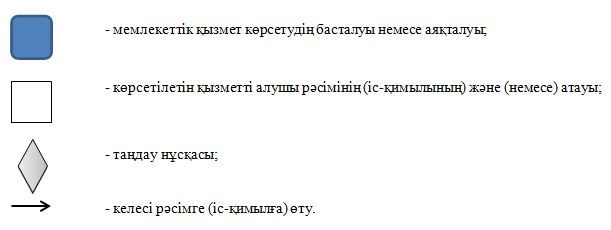 - мемлекеттік қызмет көрсетудің басталуы немесе аяқталуы;
- көрсетілетін қызметті алушы рәсімінің (іс-қимылының) және (немесе) атауы;
- таңдау нұсқасы;
- келесі рәсімге (іс-қимылға) өту.